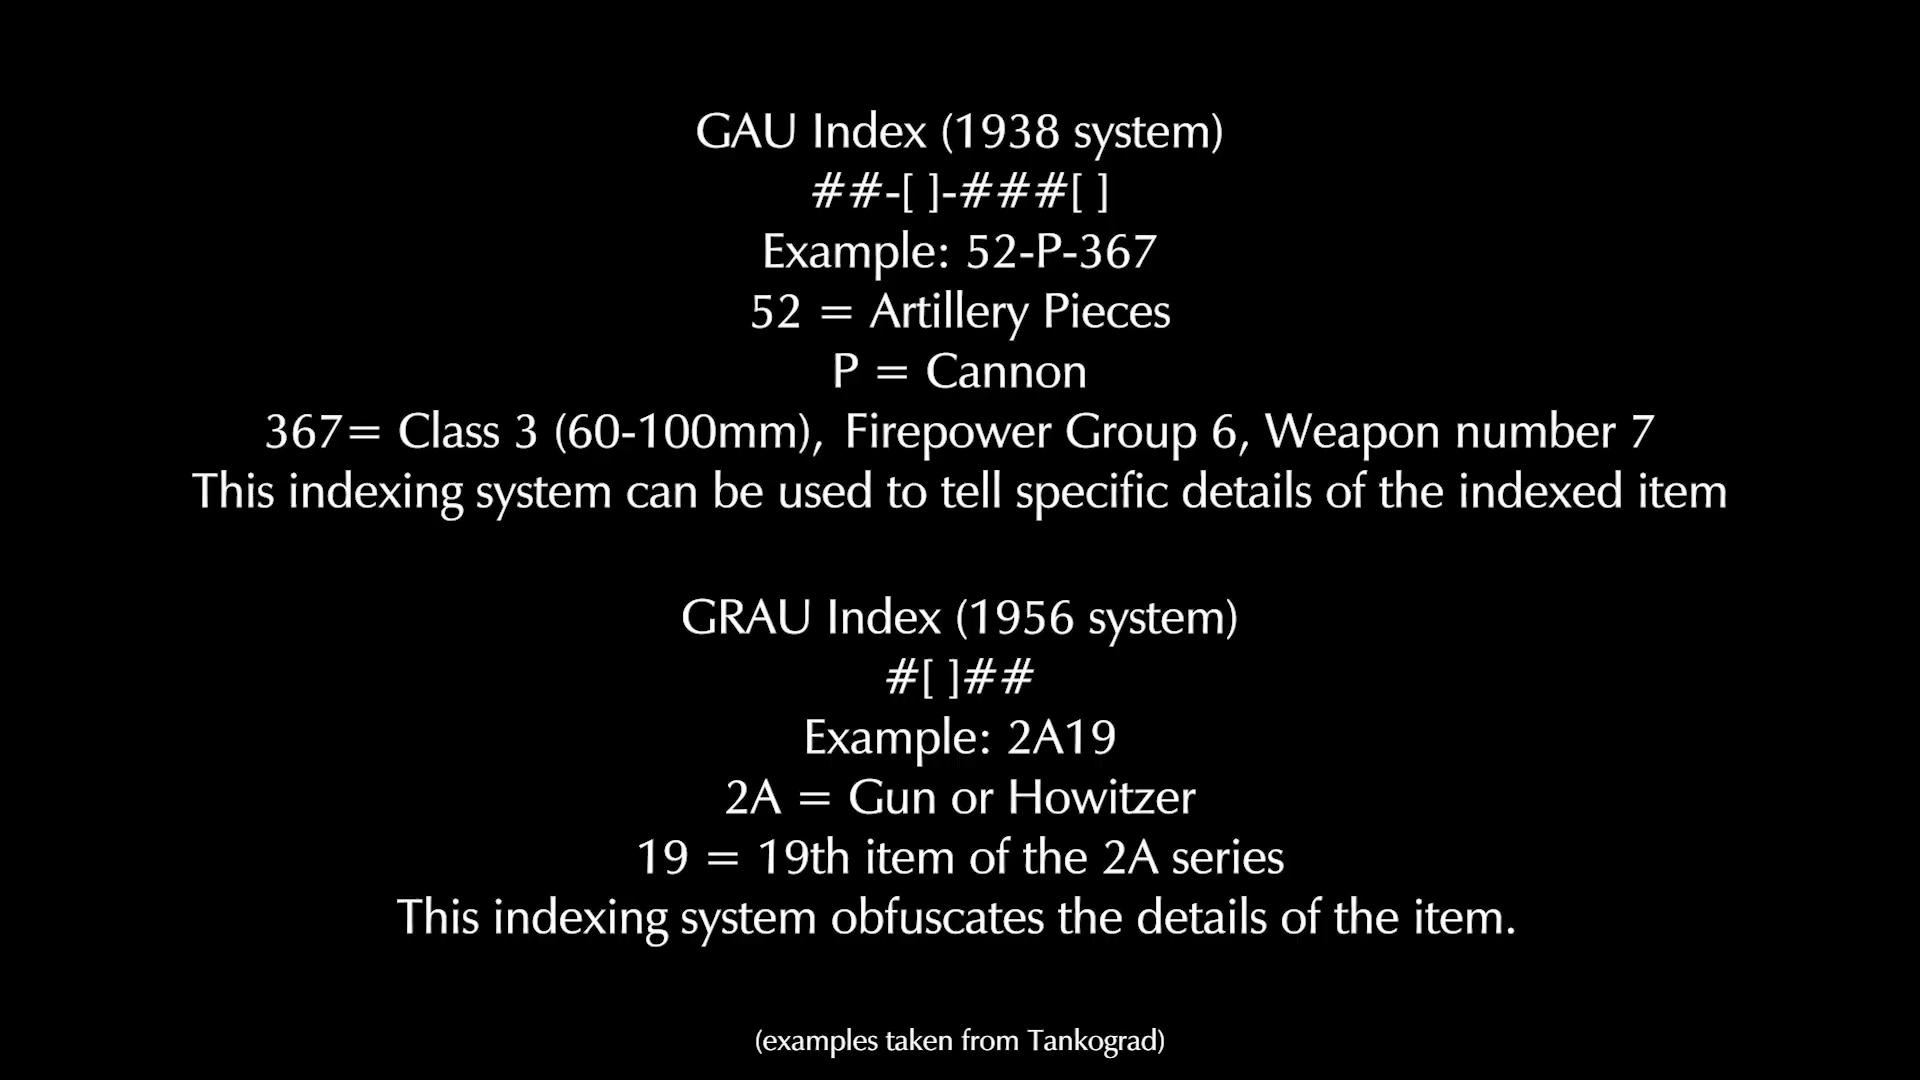 GAU Index (1938 system)
##-[ ]-###[ ]
Example: 52-P-367
52 = Artillery Pieces
P = Cannon
367= Class 3 (60-100mm), Firepower Group 6, Weapon number 7
This indexing system can be used to tell specific details of the indexed item
GRAU Index (1956 system)
#[ ]##
Example: 2A19
2A = Gun or Howitzer
19 = 19th item of the 2A series
This indexing system obfuscates the details of the item.
(examples taken from Tankograd)